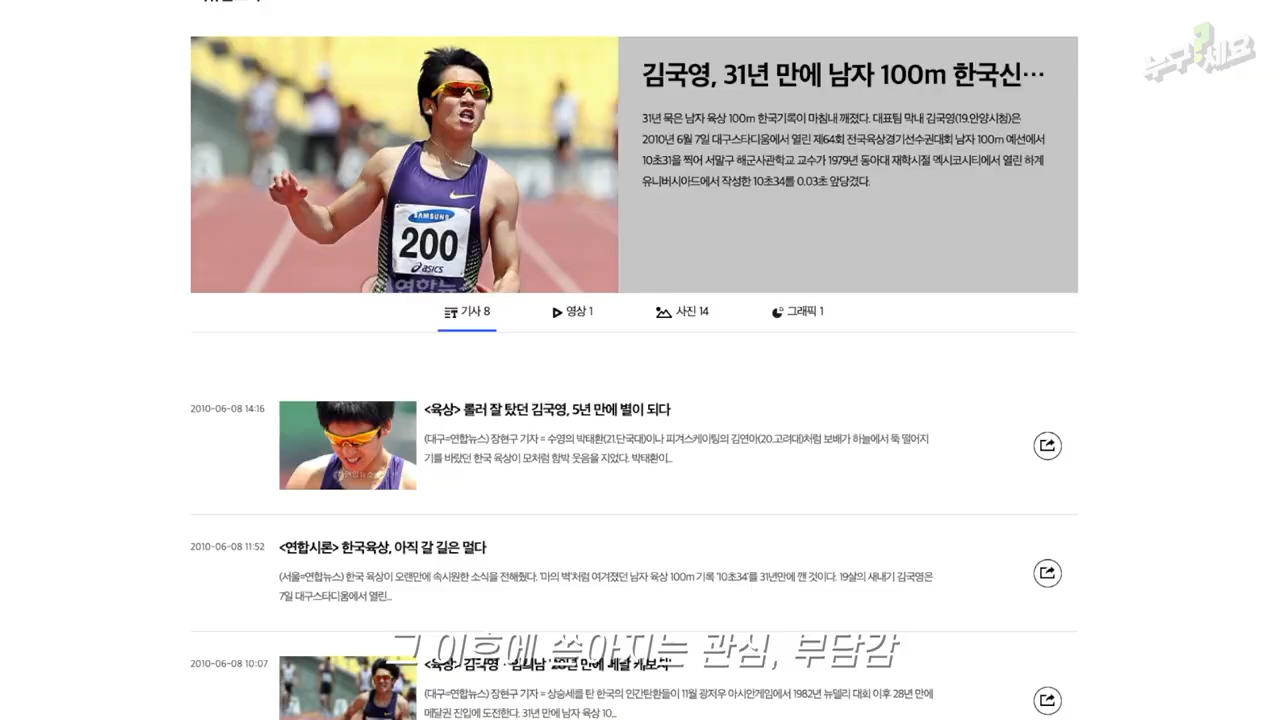 누구?세요
김국영, 31년 만에 남자 100m 한국신…
31년 묵은 남자 육상 100m 한국기록이 마침내 깨졌다. 대표팀 막내 김국영(19.안양시청)은
2010년 6월 7일 대구스타디움에서 열린 제64회 전국육상경기선수권대회 남자 100m 예선에서
10초31을 찍어 서말구 해군사관학교 교수가 1979년 동아대 재학시절 멕시코시티에서 열린 하계
유니버시아드에서 작성한 10초34를 0.03초 앞당겼다.
SAMSUNG
200
asics
연합뉴스
기사 8
영상 1
사진 14
그래픽 1
2010-06-08 14:16
<육상> 롤러 잘 탔던 김국영, 5년 만에 별이 되다
(대구=연합뉴스) 장현구 기자 = 수영의 박태환(21.단국대)이나 피겨스케이팅의 김연아(20.고려대)처럼 보배가 하늘에서 뚝 떨어지
기를 바랐던 한국 육상이 모처럼 함박 웃음을 지었다. 박태환이...
2010-06-08 11:52
<연합시론> 한국육상, 아직 갈 길은 멀다
(서울=연합뉴스) 한국 육상이 오랜만에 속시원한 소식을 전해줬다. '마의 벽'처럼 여겨졌던 남자 육상 100m 기록 '10초34'를 31년만에 깬 것이다. 19살의 새내기 김국영은
7일 대구스타디움에서 열린...
그 이후에 쏟아지는 관심, 부담감
2010-06-08 10:07
<육상> 김국영
(대구=연합뉴스) 장현구 기자 = 상승세를 탄 한국의 인간탄환들이 11월 광저우 아시안게임에서 1982년 뉴델리 대회 이후 28년 만에
메달권 진입에 도전한다. 31년 만에 남자 육상 10...